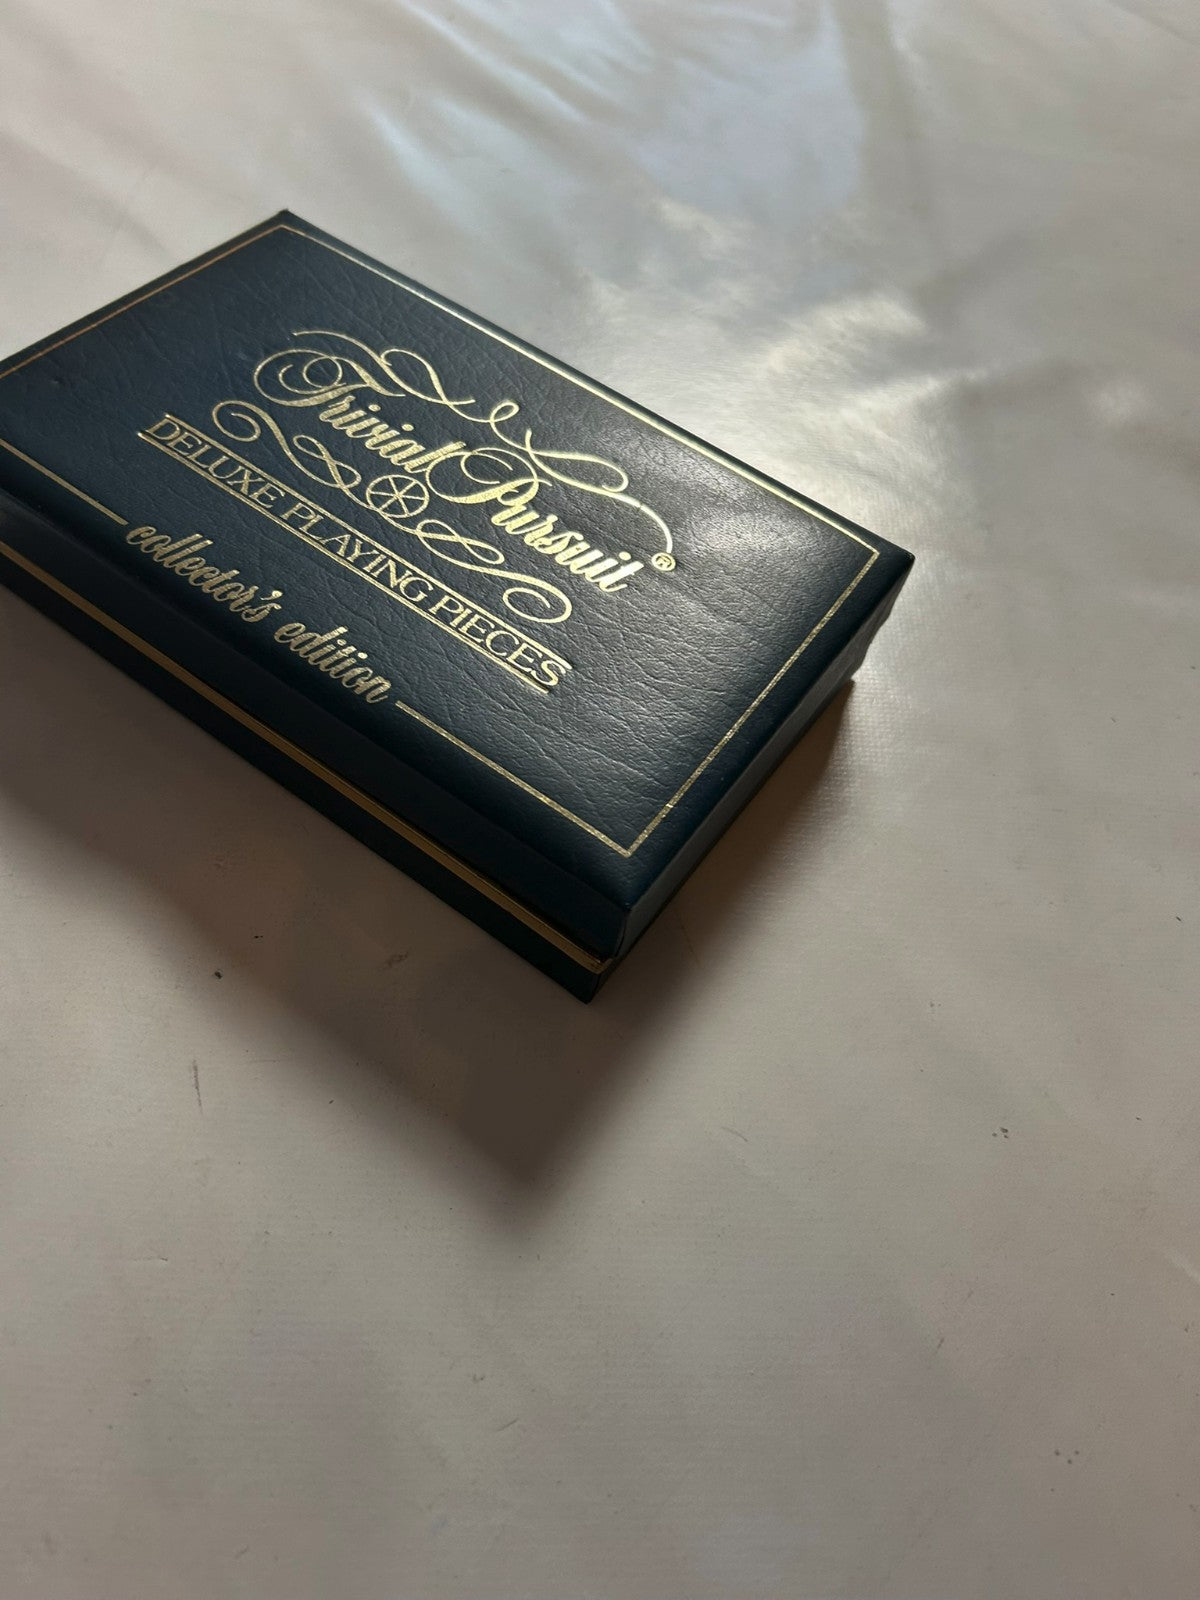 Trivial Pursuit®
DELUXE PLAYING PIECES
collector's edition